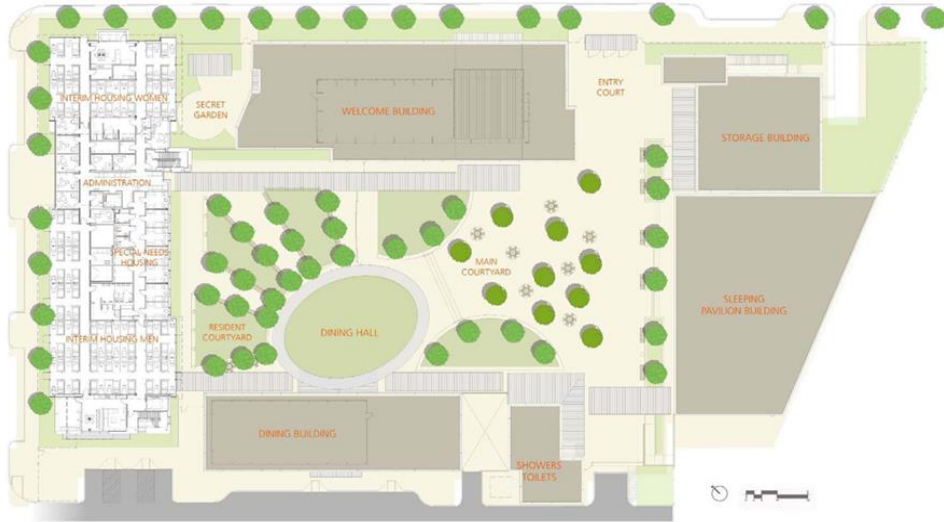 INTERIM HOUSING WOMEN
SECRET
GARDEN
WELCOME BUILDING
ENTRY
COURT
STORAGE BUILDING
ADMINISTRATION
SPECIAL NEEDS
HOUSING
MAIN
COURTYARD
SLEEPING
PAVILION BUILDING
RESIDENT
COURTYARD
DINING HALL
INTERIM HOUSING MEN
DINING BUILDING
SHOWERS
TOILETS